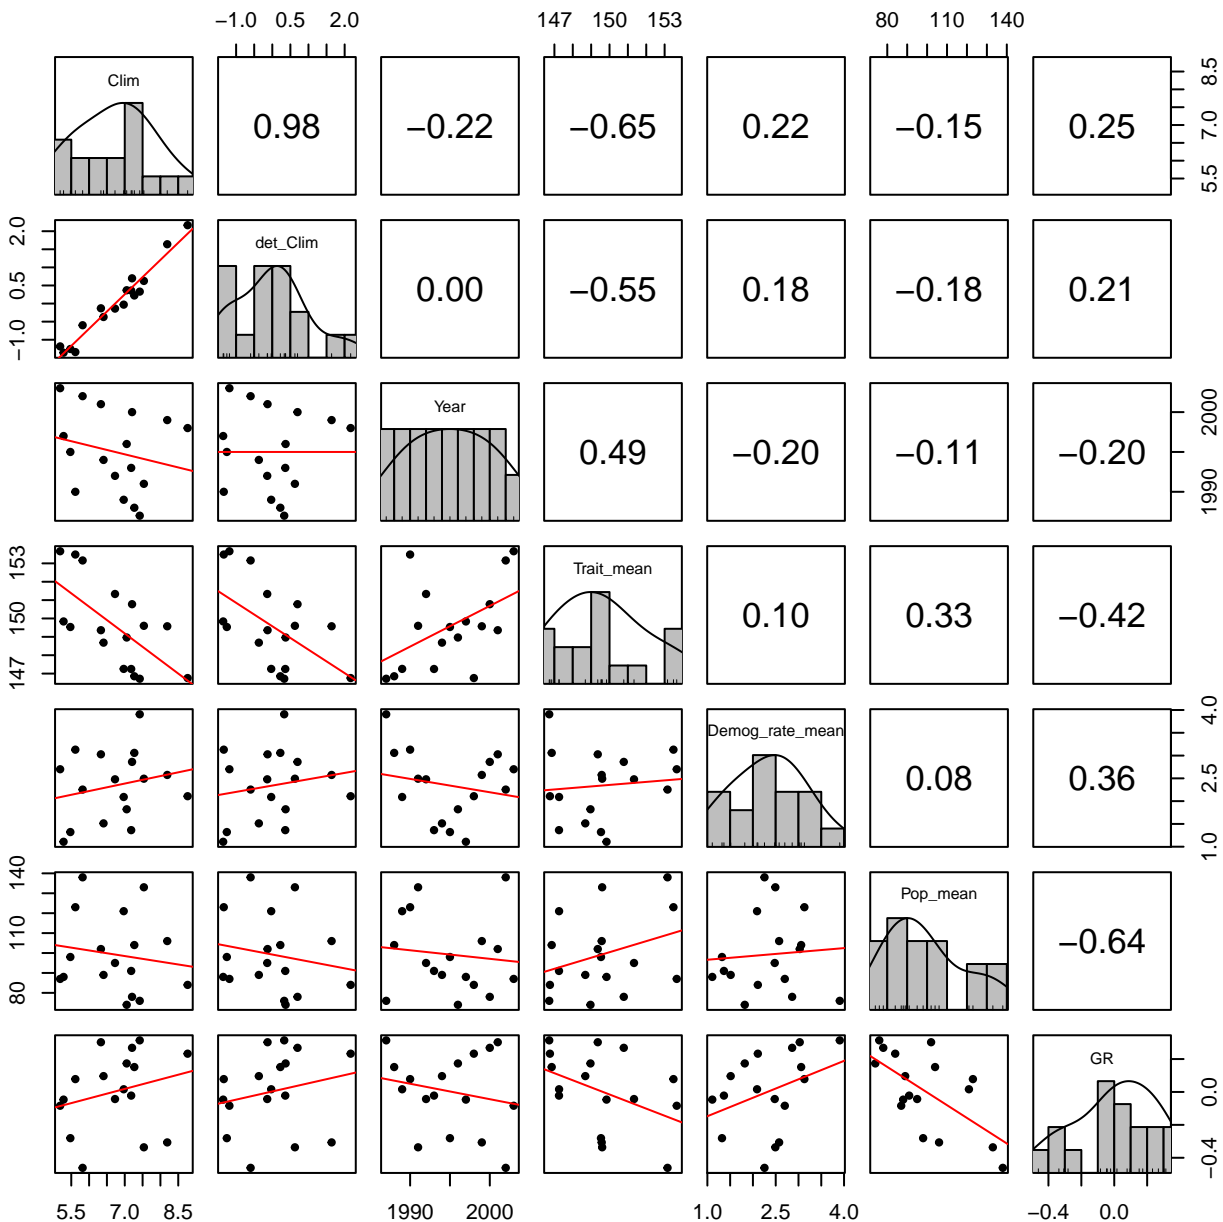 −1.0 0.5 2.0 147 150 153 80 110 140
Clim
0.98 −0.22 −0.65 0.22 −0.15 0.25
5.5 7.0 8.5
−1.0 0.5 2.0
det_Clim
0.00 −0.55 0.18 −0.18 0.21
Year
0.49 −0.20 −0.11 −0.20
1990 2000
147 150 153
Trait_mean
0.10 0.33 −0.42
Demog_rate_mean
0.08 0.36
1.0 2.5 4.0
80 110 140
Pop_mean
−0.64
GR
−0.4 0.0
5.5 7.0 8.5 1990 2000 1.0 2.5 4.0 −0.4 0.0